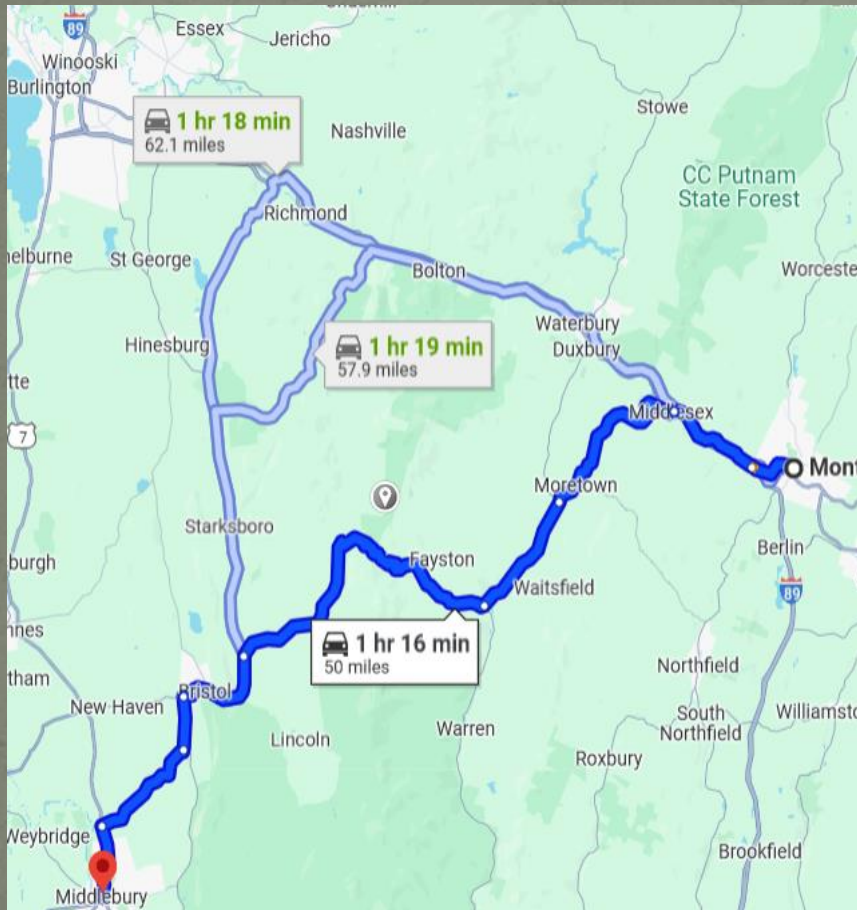 89
Essex
Jericho
Winooski
Burlington
1 hr 18 min
62.1 miles
Nashville
Stowe
CC Putnam
State Forest
Richmond
elburne
St George
Bolton
Worceste
Waterbury
Duxbury
Hinesburg
1 hr 19 min
57.9 miles
tte
7
Middlesex
Mont
Moretown
Starksboro
Berlin
burgh
Fayston
Waitsfield
89
nnes
1 hr 16 min
50 miles
tham
Northfield
Bristol
New Haven
South
Northfield
Williamsto
Lincoln
Warren
Roxbury
Weybridge
Brookfield
Middlebury